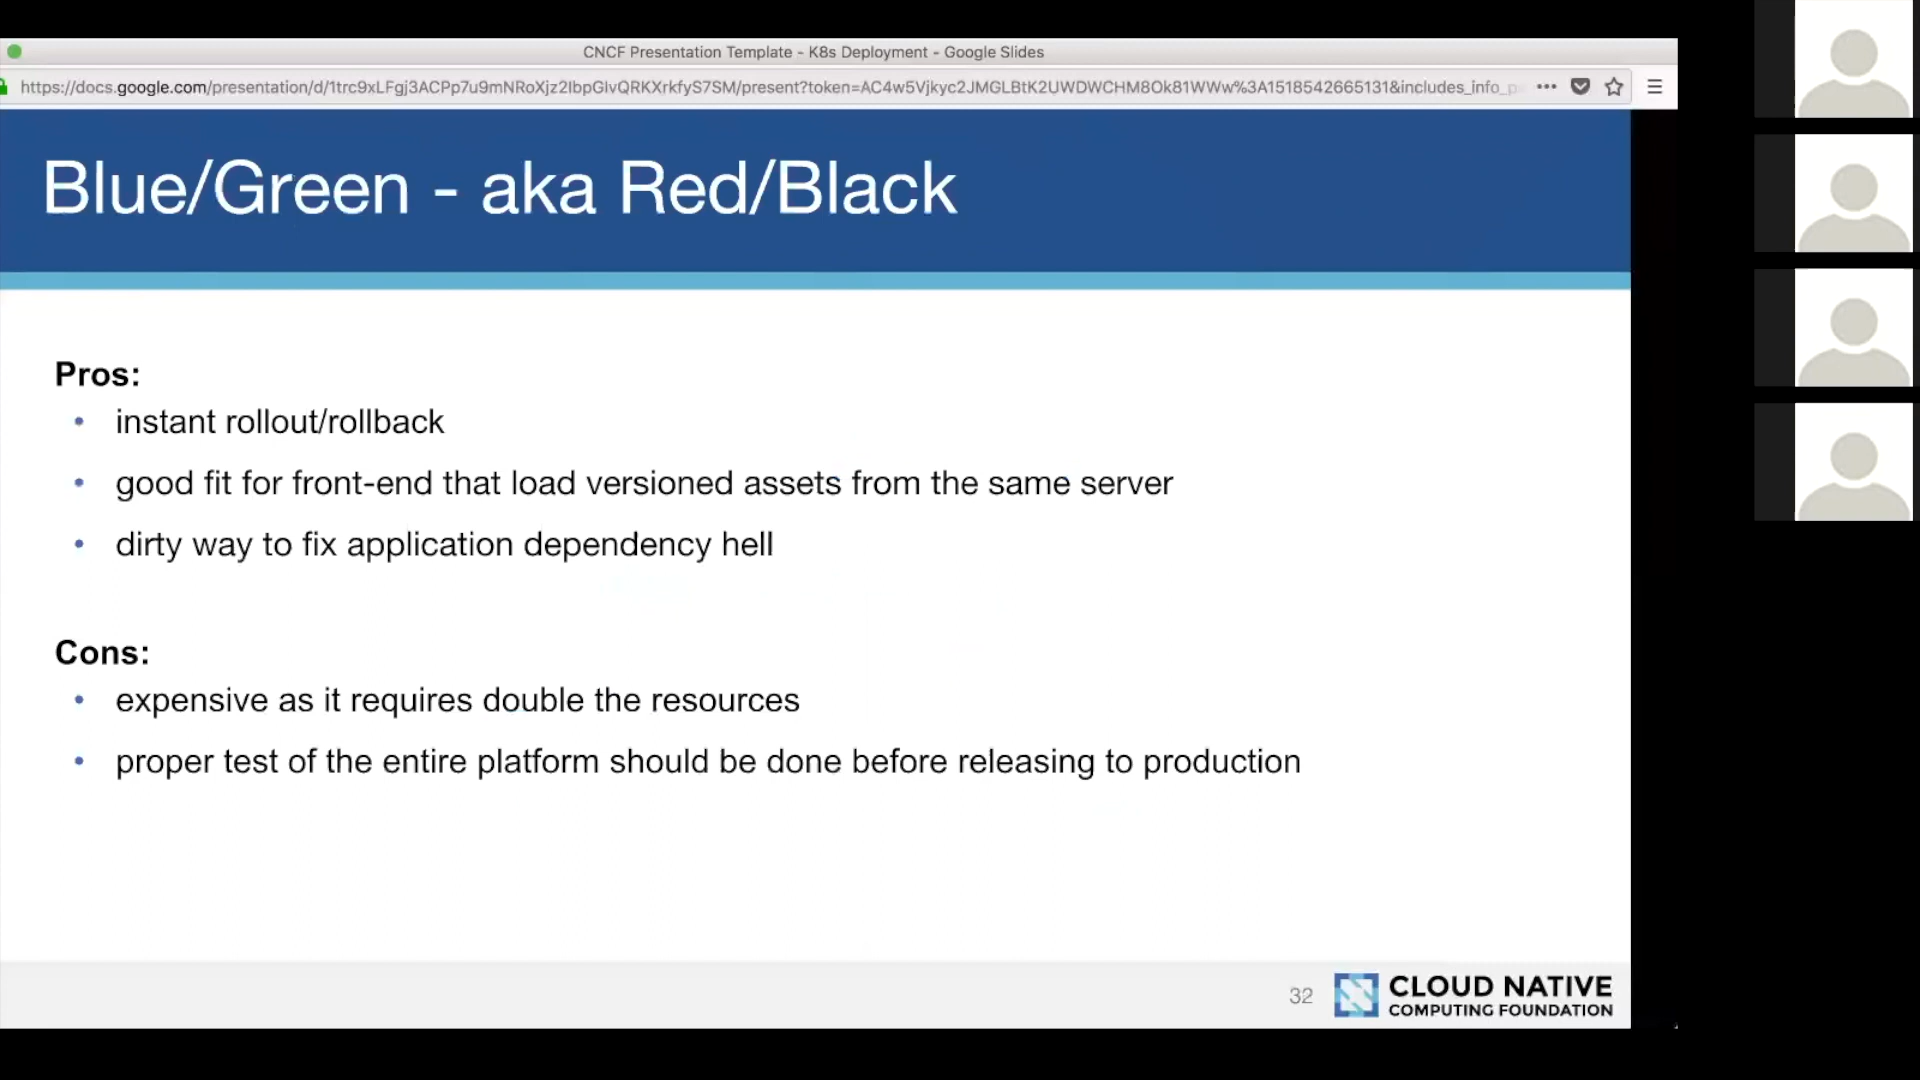 CNCF Presentation Template - K8s Deployment - Google Slides
https://docs.google.com/presentation/d/1trc9xLFgj3ACPp7u9mNRoXjz2IbpGlvQRKXrkfyS7SM/present?token=AC4w5Vjkyc2JMGLBtK2UWDWCHM8Ok81WWw%3A1518542665131&includes_info_p
Blue/Green - aka Red/Black
Pros:
• instant rollout/rollback
• good fit for front-end that load versioned assets from the same server
• dirty way to fix application dependency hell
Cons:
• expensive as it requires double the resources
• proper test of the entire platform should be done before releasing to production
32
CLOUD NATIVE
COMPUTING FOUNDATION